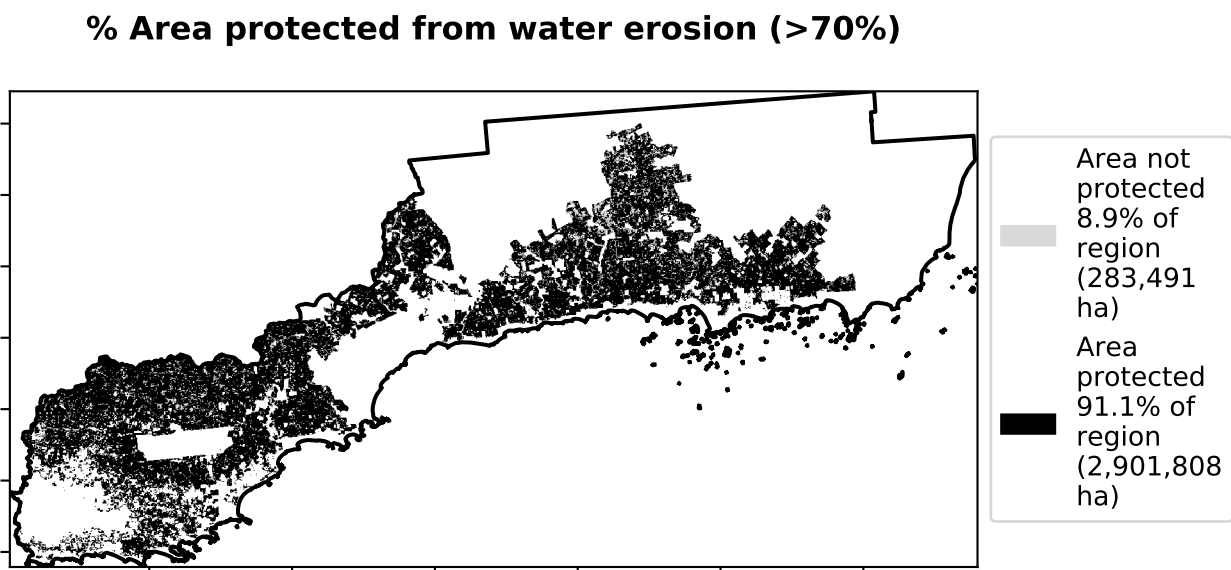 % Area protected from water erosion (>70%)
Area not
protected
8.9% of
region
(283,491
ha)
Area
protected
91.1% of
region
(2,901,808
ha)